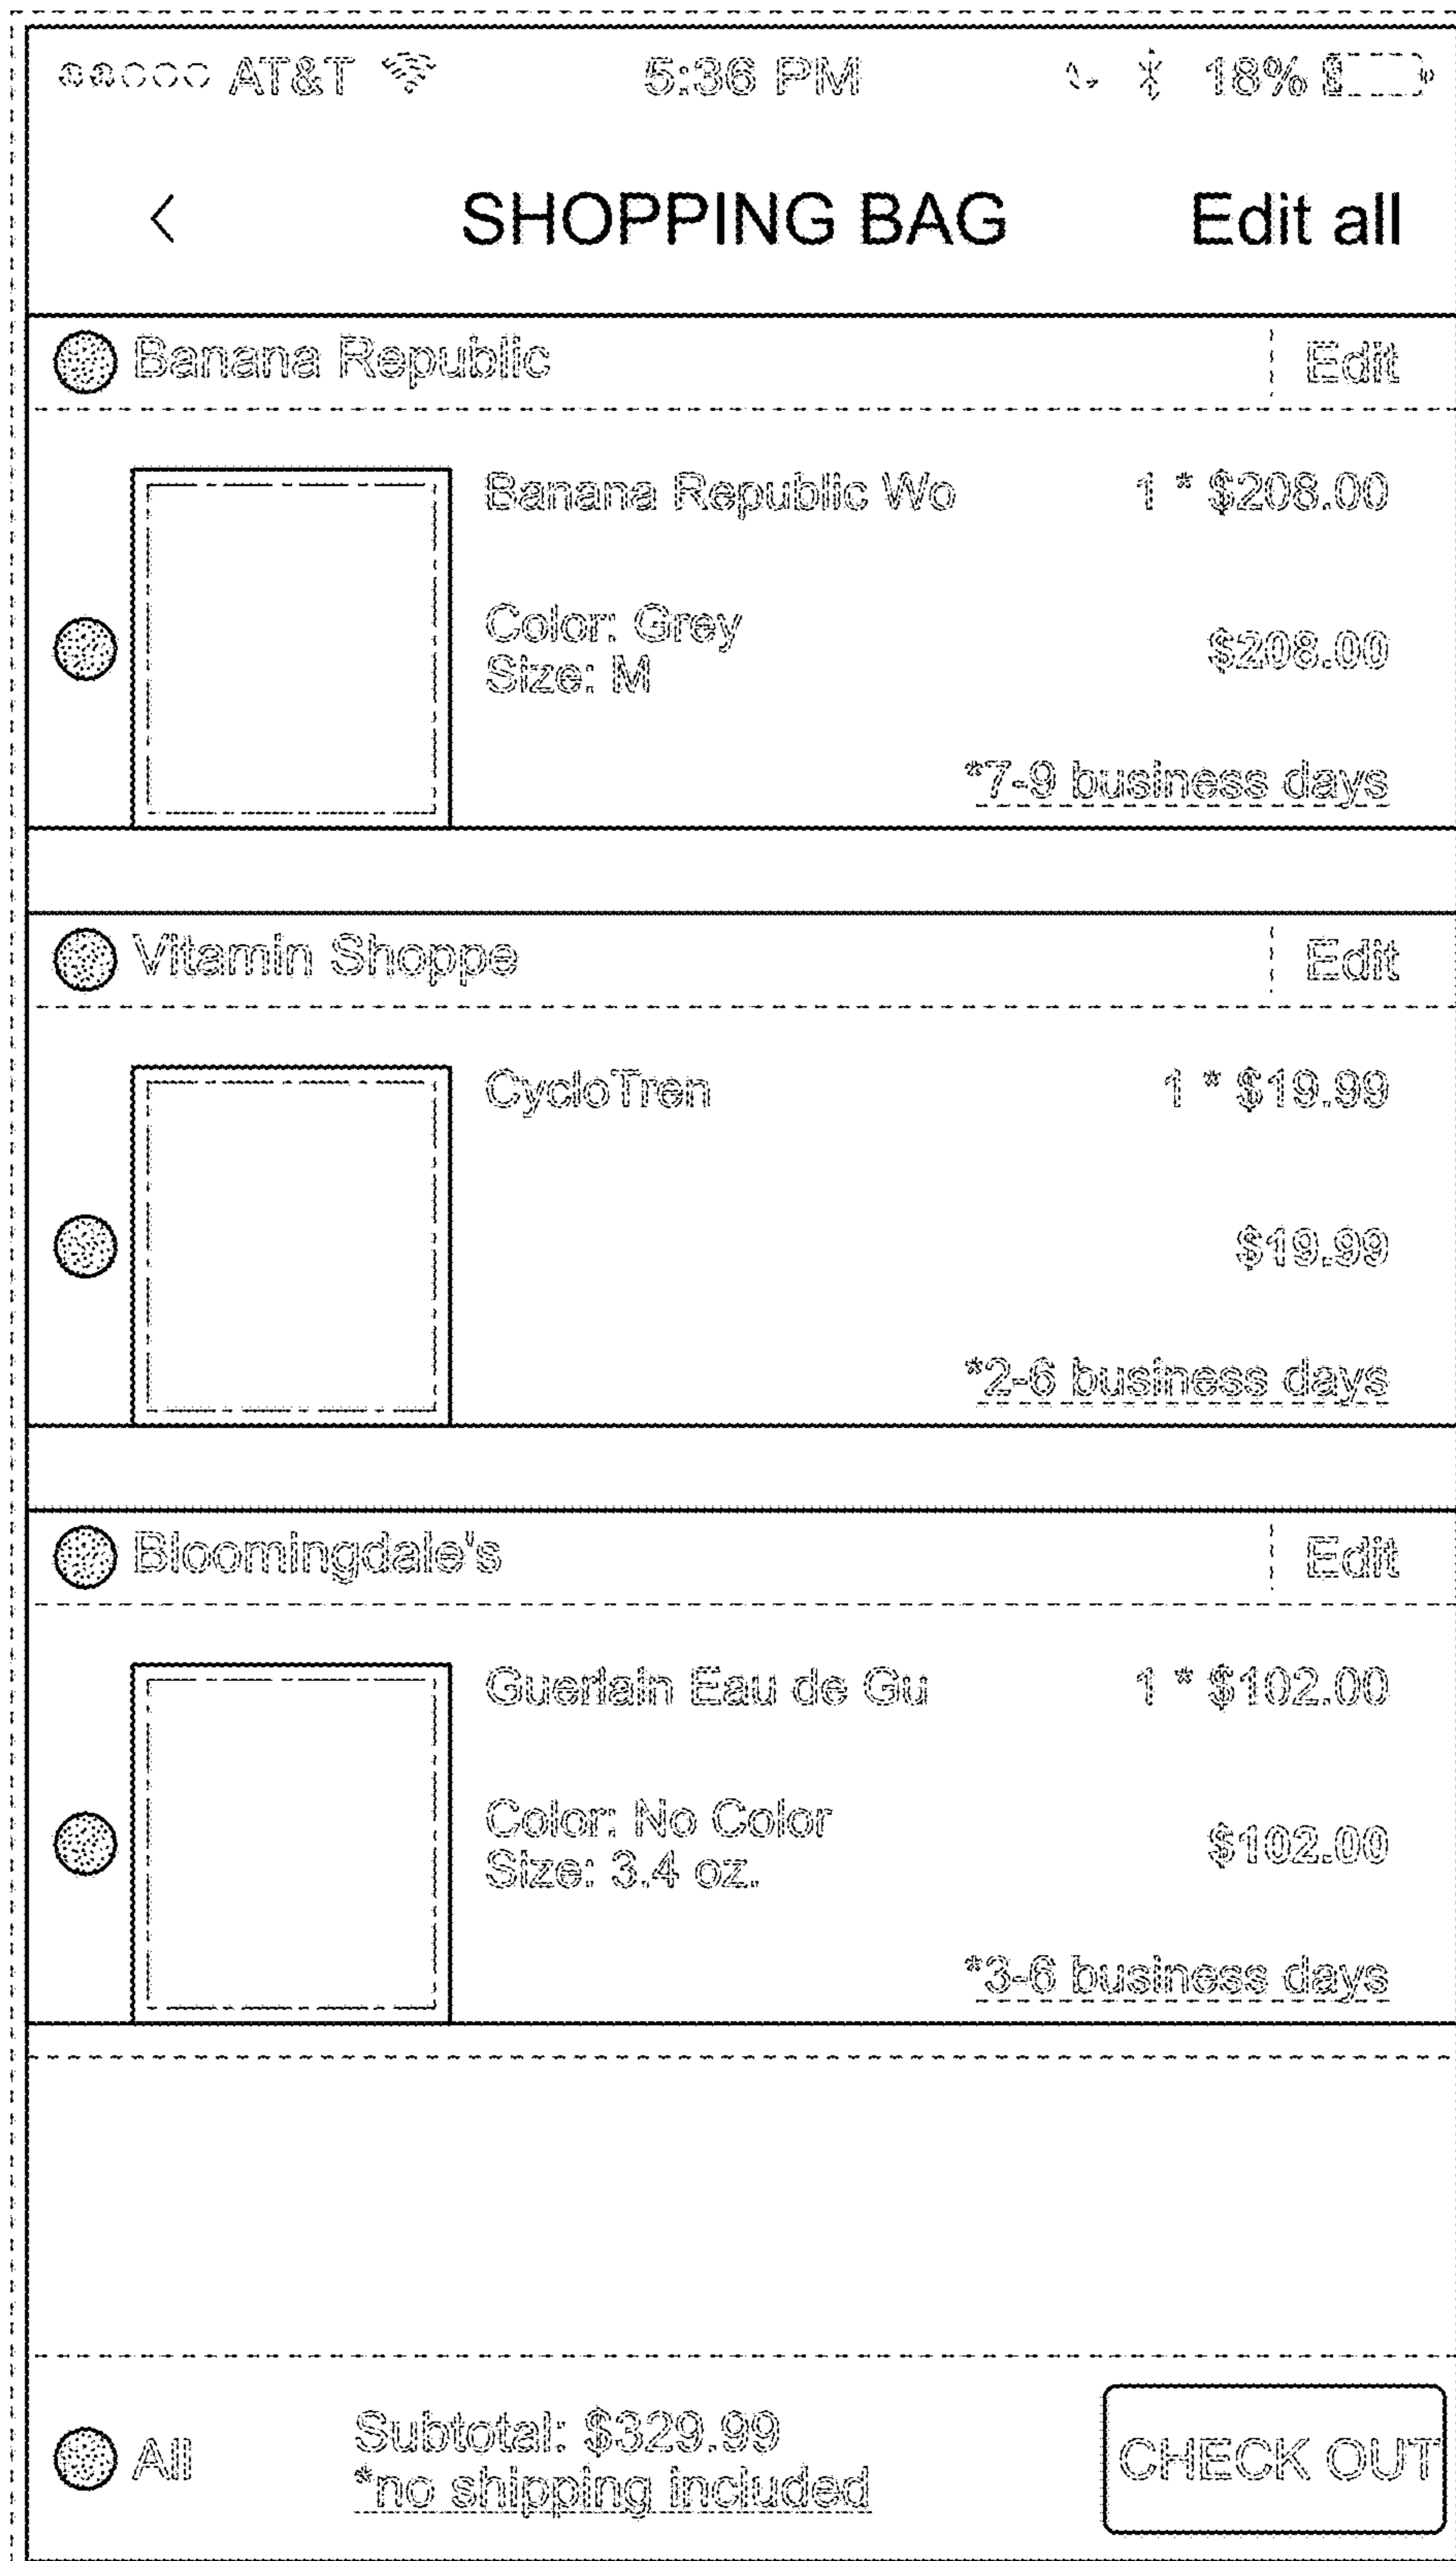 AT&T 5:36 PM 18%
< SHOPPING BAG Edit all
Banana Republic Edit
Banana Republic Wo 1 * $208.00
Color: Grey
Size: M
$208.00
*7-9 business days
Vitamin Shoppe Edit
CycloTren 1 * $19.99
$19.99
*2-6 business days
Bloomingdale's Edit
Guerlain Eau de Gu 1 * $102.00
Color: No Color
Size: 3.4 oz.
$102.00
*3-6 business days
All
Subtotal: $329.99
*no shipping included
CHECK OUT